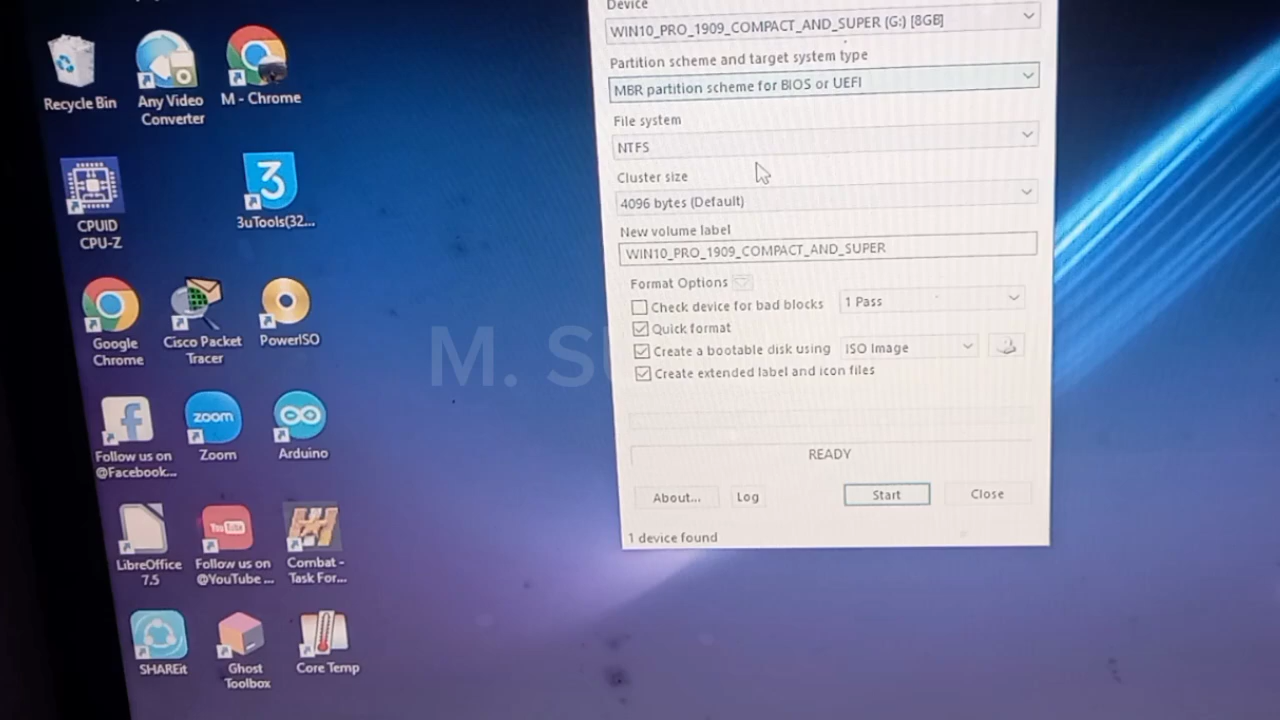 Device
WIN10_PRO_1909_COMPACT_AND_SUPER (G:) [8GB]
Partition scheme and target system type
MBR partition scheme for BIOS or UEFI
File system
NTFS
Cluster size
4096 bytes (Default)
New volume label
WIN10_PRO_1909_COMPACT_AND_SUPER
Format Options
Check device for bad blocks
1 Pass
Quick format
Create a bootable disk using
ISO Image
Create extended label and icon files
READY
About...
Log
Start
Close
1 device found
Recycle Bin
Any Video
Converter
M - Chrome
CPUID
CPU-Z
3
3uTools(32...
Google
Chrome
Cisco Packet
Tracer
PowerISO
Follow us on
@Facebook...
zoom
Zoom
Arduino
LibreOffice
7.5
You Tube
Follow us on
@YouTube ...
Combat -
Task For...
SHAREit
Ghost
Toolbox
Core Temp